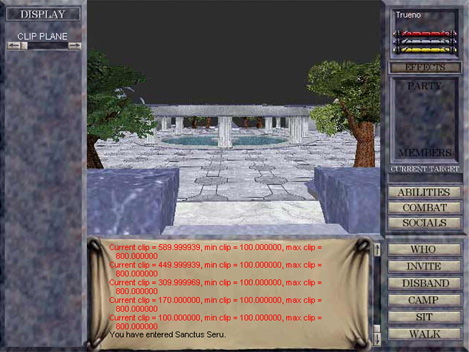 DISPLAY
CLIP PLANE
Trueno
EFFECTS
PARTY
MEMBERS
CURRENT TARGET
ABILITIES
COMBAT
SOCIALS
WHO
INVITE
DISBAND
CAMP
SIT
WALK
Current clip = 589.999939, min clip = 100.000000, max clip =
800.000000
Current clip = 449.999939, min clip = 100.000000, max clip =
800.000000
Current clip = 309.999969, min clip = 100.000000, max clip =
800.000000
Current clip = 170.000000, min clip = 100.000000, max clip =
800.000000
Current clip = 100.000000, min clip = 100.000000, max clip =
800.000000
You have entered Sanctus Seru.